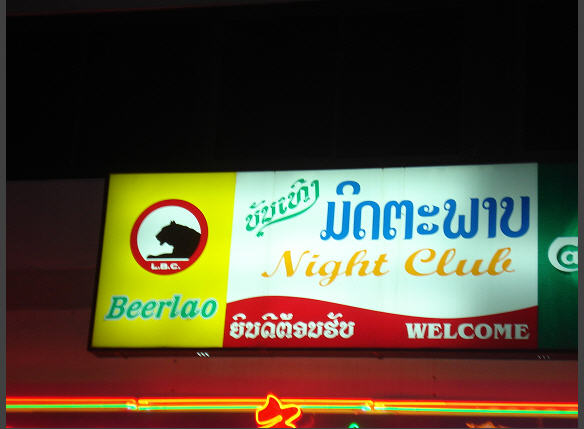 L.B.C.
Beerlao
ບັນເທີງ
ມິດຕະພາບ
Night Club
ຍິນດີຕ້ອນຮັບ
WELCOME
@